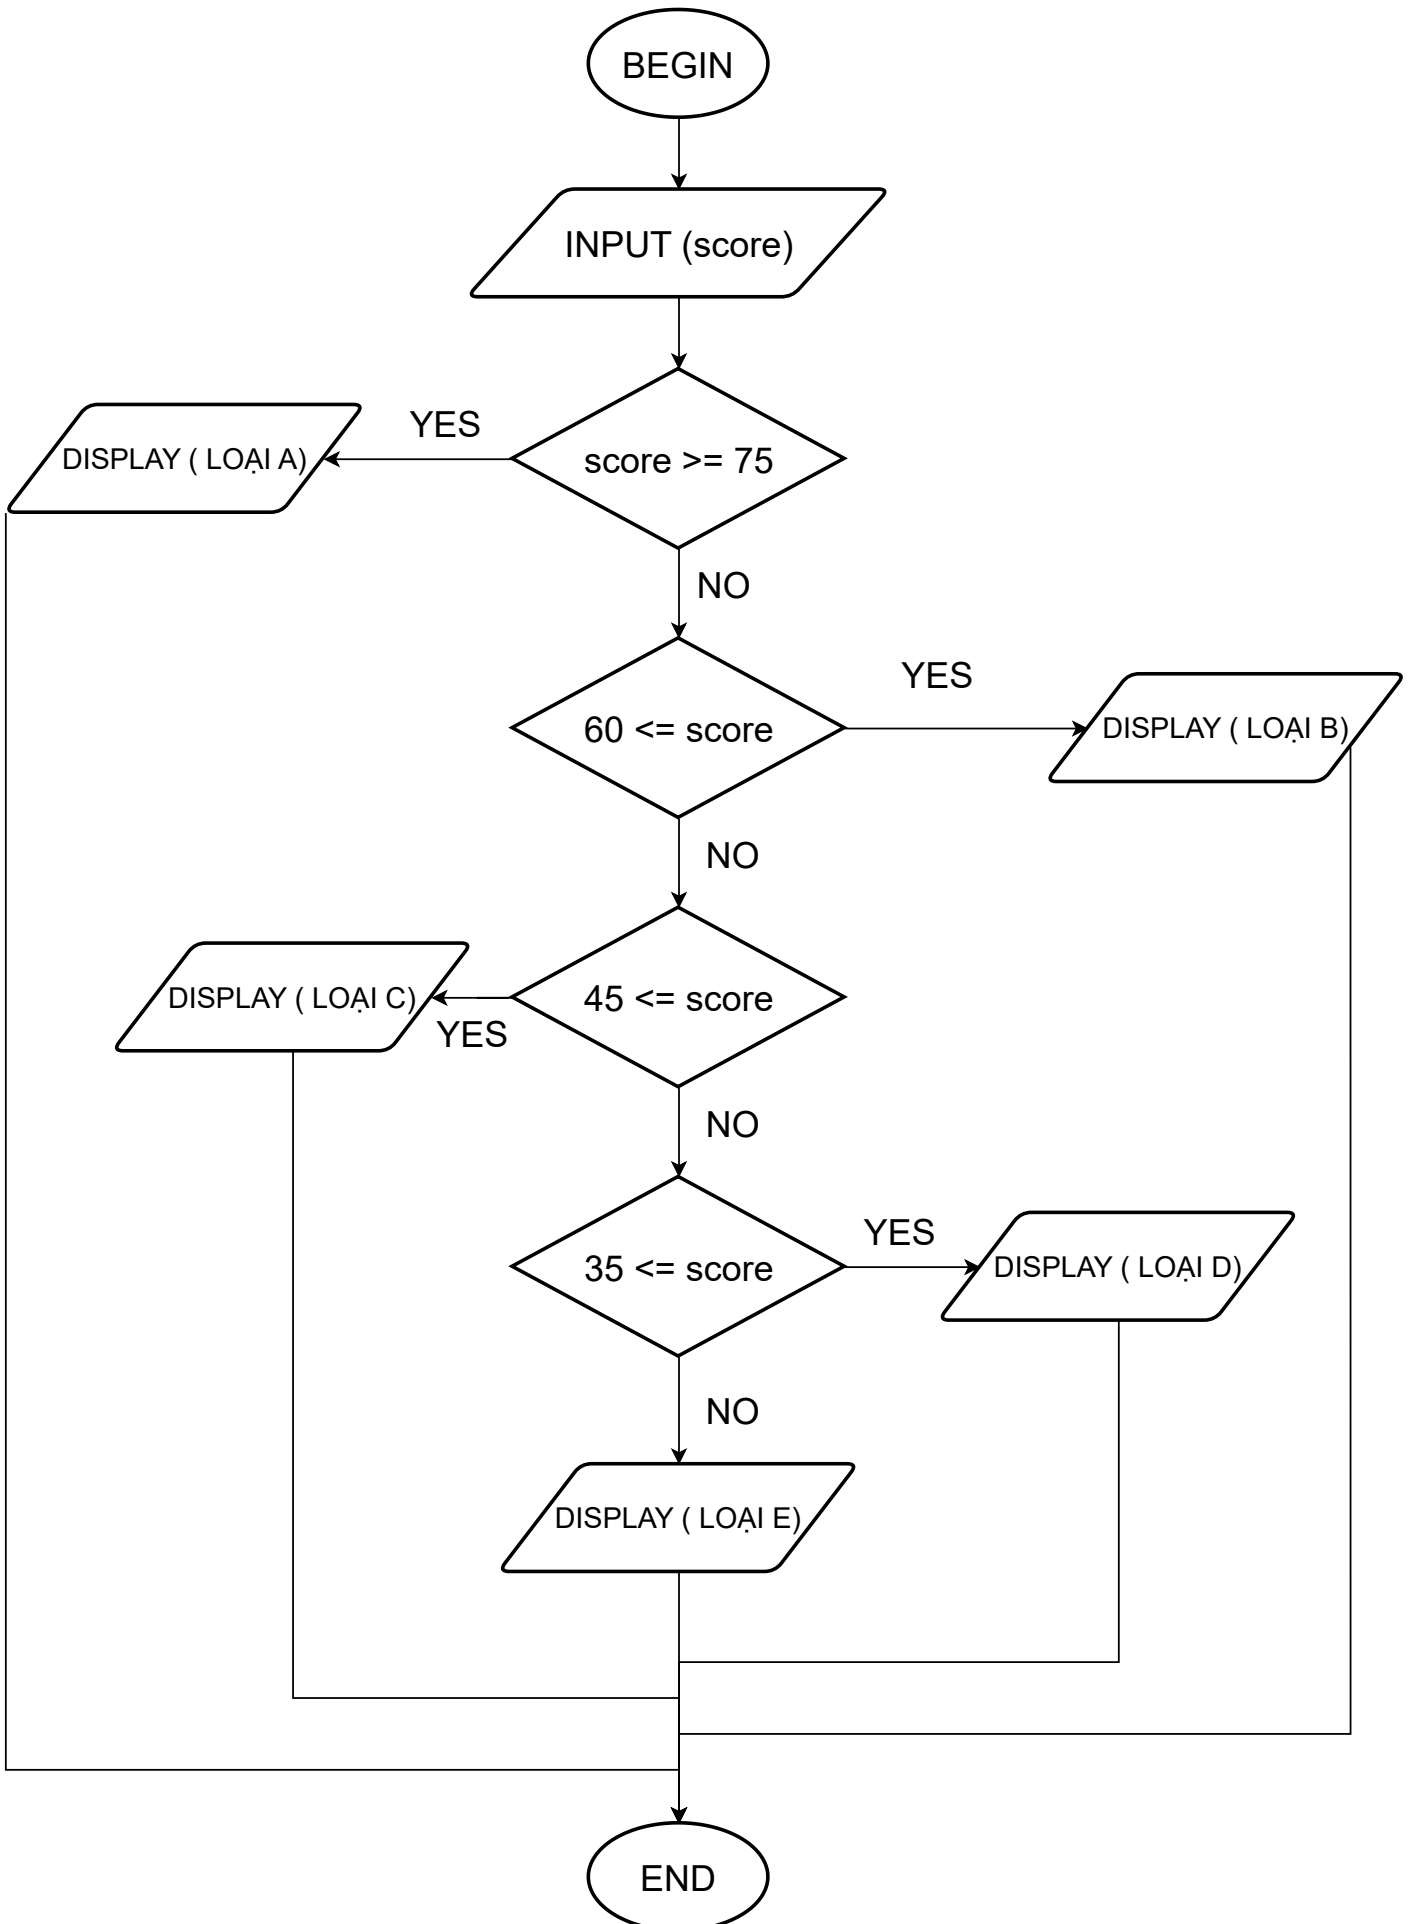 BEGIN
INPUT (score)
YES
DISPLAY ( LOẠI A)
score >= 75
NO
YES
60 <= score
DISPLAY ( LOẠI B)
NO
DISPLAY ( LOẠI C)
45 <= score
YES
NO
YES
35 <= score
DISPLAY ( LOẠI D)
NO
DISPLAY ( LOẠI E)
END